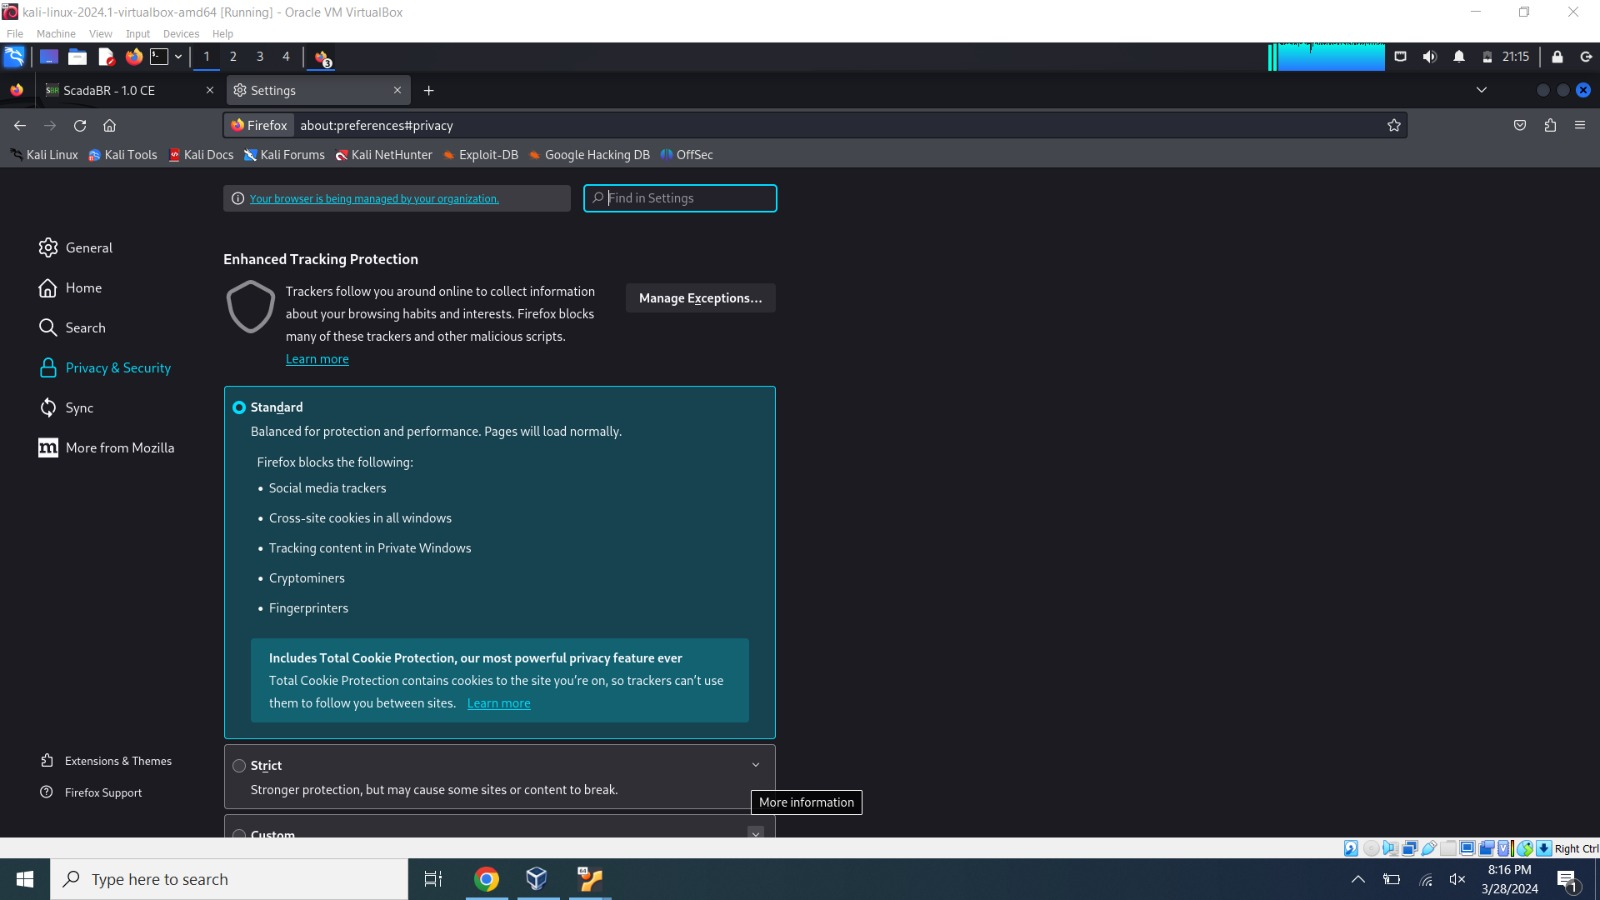 kali-linux-2024.1-virtualbox-amd64 [Running] - Oracle VM VirtualBox
File Machine View Input Devices Help
1 2 3 4 3 21:15
ScadaBR - 1.0 CE Settings
Firefox about:preferences#privacy
Kali Linux Kali Tools Kali Docs Kali Forums Kali NetHunter Exploit-DB Google Hacking DB OffSec
Your browser is being managed by your organization. Find in Settings
General
Home
Search
Privacy & Security
Sync
More from Mozilla
Extensions & Themes
Firefox Support
Enhanced Tracking Protection
Trackers follow you around online to collect information
about your browsing habits and interests. Firefox blocks
many of these trackers and other malicious scripts.
Learn more
Manage Exceptions...
Standard
Balanced for protection and performance. Pages will load normally.
Firefox blocks the following:
• Social media trackers
• Cross-site cookies in all windows
• Tracking content in Private Windows
• Cryptominers
• Fingerprinters
Includes Total Cookie Protection, our most powerful privacy feature ever
Total Cookie Protection contains cookies to the site you're on, so trackers can't use
them to follow you between sites. Learn more
Strict
Stronger protection, but may cause some sites or content to break.
More information
Custom
Right Ctrl
Type here to search
8:16 PM
3/28/2024
1